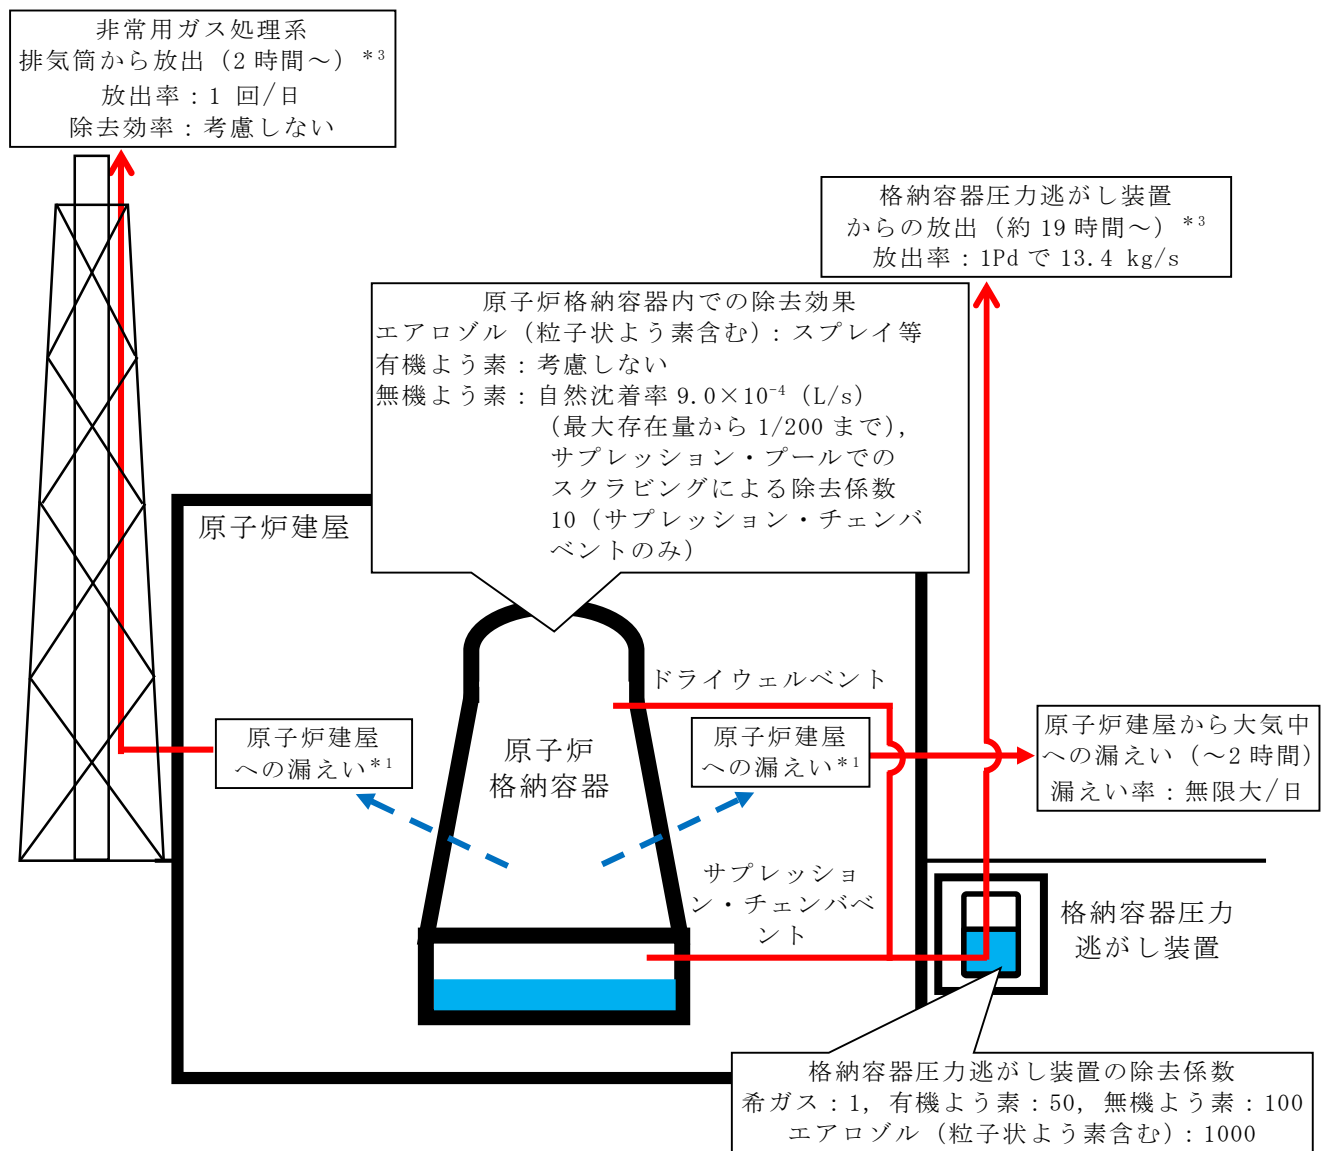 非常用ガス処理系
排気筒から放出（2 時間～）*3
放出率：1 回/日
除去効率：考慮しない
格納容器圧力逃がし装置
からの放出（約 19 時間～）*3
放出率：1Pd で 13.4 kg/s
原子炉格納容器内での除去効果
エアロゾル（粒子状よう素含む）：スプレイ等
有機よう素：考慮しない
無機よう素：自然沈着率 9.0×10⁻⁴（L/s）
（最大存在量から 1/200 まで），
サプレッション・プールでの
スクラビングによる除去係数
10（サプレッション・チェンバ
ベントのみ）
原子炉建屋
ドライウェルベント
原子炉建屋
への漏えい*1
原子炉
格納容器
原子炉建屋
への漏えい*1
原子炉建屋から大気中
への漏えい（～2 時間）
漏えい率：無限大/日
サプレッショ
ン・チェンバベ
ント
格納容器圧力
逃がし装置
格納容器圧力逃がし装置の除去係数
希ガス：1，有機よう素：50，無機よう素：100
エアロゾル（粒子状よう素含む）：1000